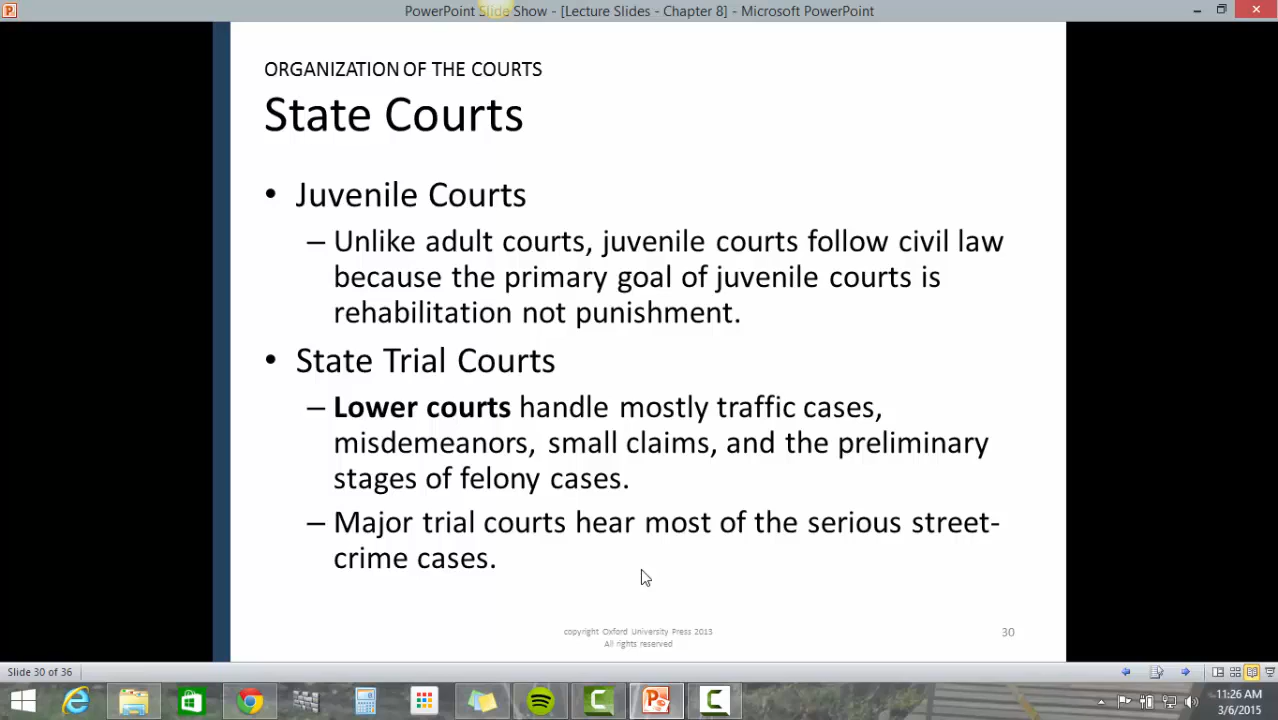 PowerPoint Slide Show - [Lecture Slides - Chapter 8] - Microsoft PowerPoint
ORGANIZATION OF THE COURTS
State Courts
• Juvenile Courts
– Unlike adult courts, juvenile courts follow civil law
because the primary goal of juvenile courts is
rehabilitation not punishment.
• State Trial Courts
– Lower courts handle mostly traffic cases,
misdemeanors, small claims, and the preliminary
stages of felony cases.
– Major trial courts hear most of the serious street-
crime cases.
copyright Oxford University Press 2013
All rights reserved
30
Slide 30 of 36
11:26 AM
3/6/2015